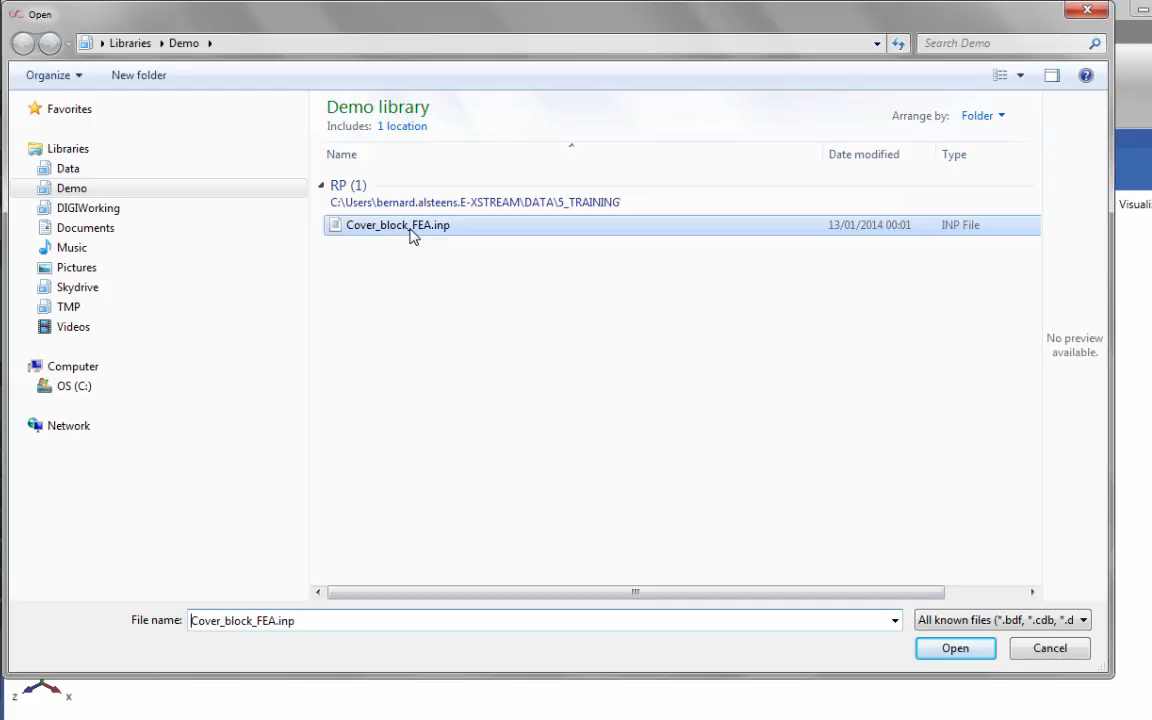 Open
Libraries Demo
Search Demo
Organize
New folder
Favorites
Libraries
Data
Demo
DIGIWorking
Documents
Music
Pictures
Skydrive
TMP
Videos
Computer
OS (C:)
Network
Demo library
Includes: 1 location
Arrange by: Folder
Name Date modified Type
RP (1)
C:\Users\bernard.alsteens.E-XSTREAM\DATA\5_TRAINING
Cover_block_FEA.inp 13/01/2014 00:01 INP File
No preview
available.
Visuali
File name: Cover_block_FEA.inp
All known files (*.bdf, *.cdb, *.d
Open Cancel
z x